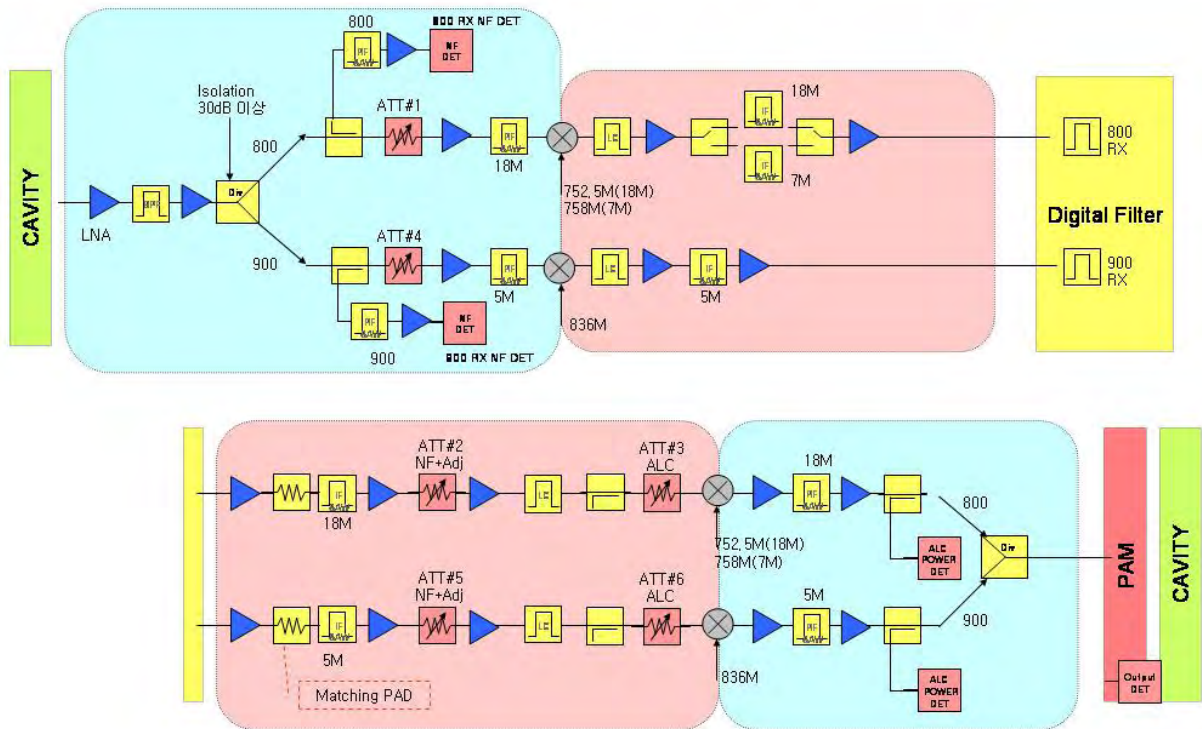 800
800 RX NF DET
NF
DET
Isolation
30dB 이상
ATT#1
800
18M
18M
7M
752,5M(18M)
758M(7M)
800
RX
CAVITY
LNA
Div
Digital Filter
ATT#4
900
5M
5M
836M
900
RX
NF
DET
900
900 RX NF DET
ATT#2
NF+Adj
ATT#3
ALC
18M
18M
752,5M(18M)
758M(7M)
800
ALC
POWER
DET
Div
PAM
CAVITY
ATT#5
NF+Adj
ATT#6
ALC
5M
5M
900
836M
Matching PAD
ALC
POWER
DET
Output
DET